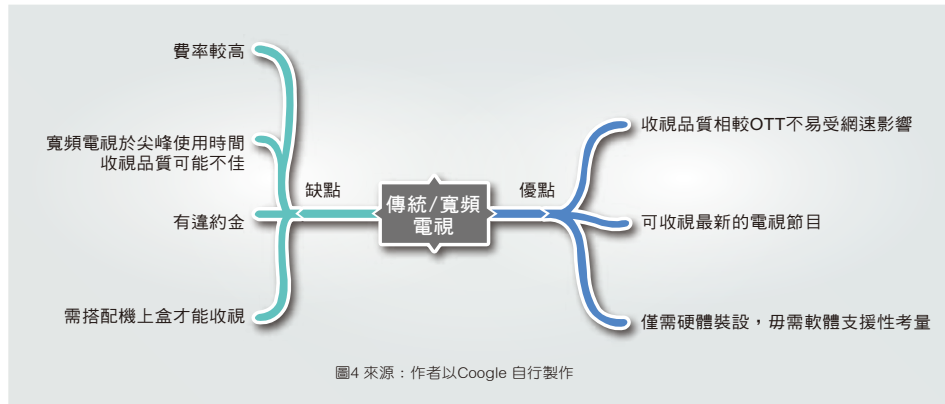 費率較高
寬頻電視於尖峰使用時間
收視品質可能不佳
有違約金
需搭配機上盒才能收視
缺點
傳統/寬頻
電視
優點
收視品質相較OTT不易受網速影響
可收視最新的電視節目
僅需硬體裝設，毋需軟體支援性考量
圖4 來源：作者以Coogle 自行製作